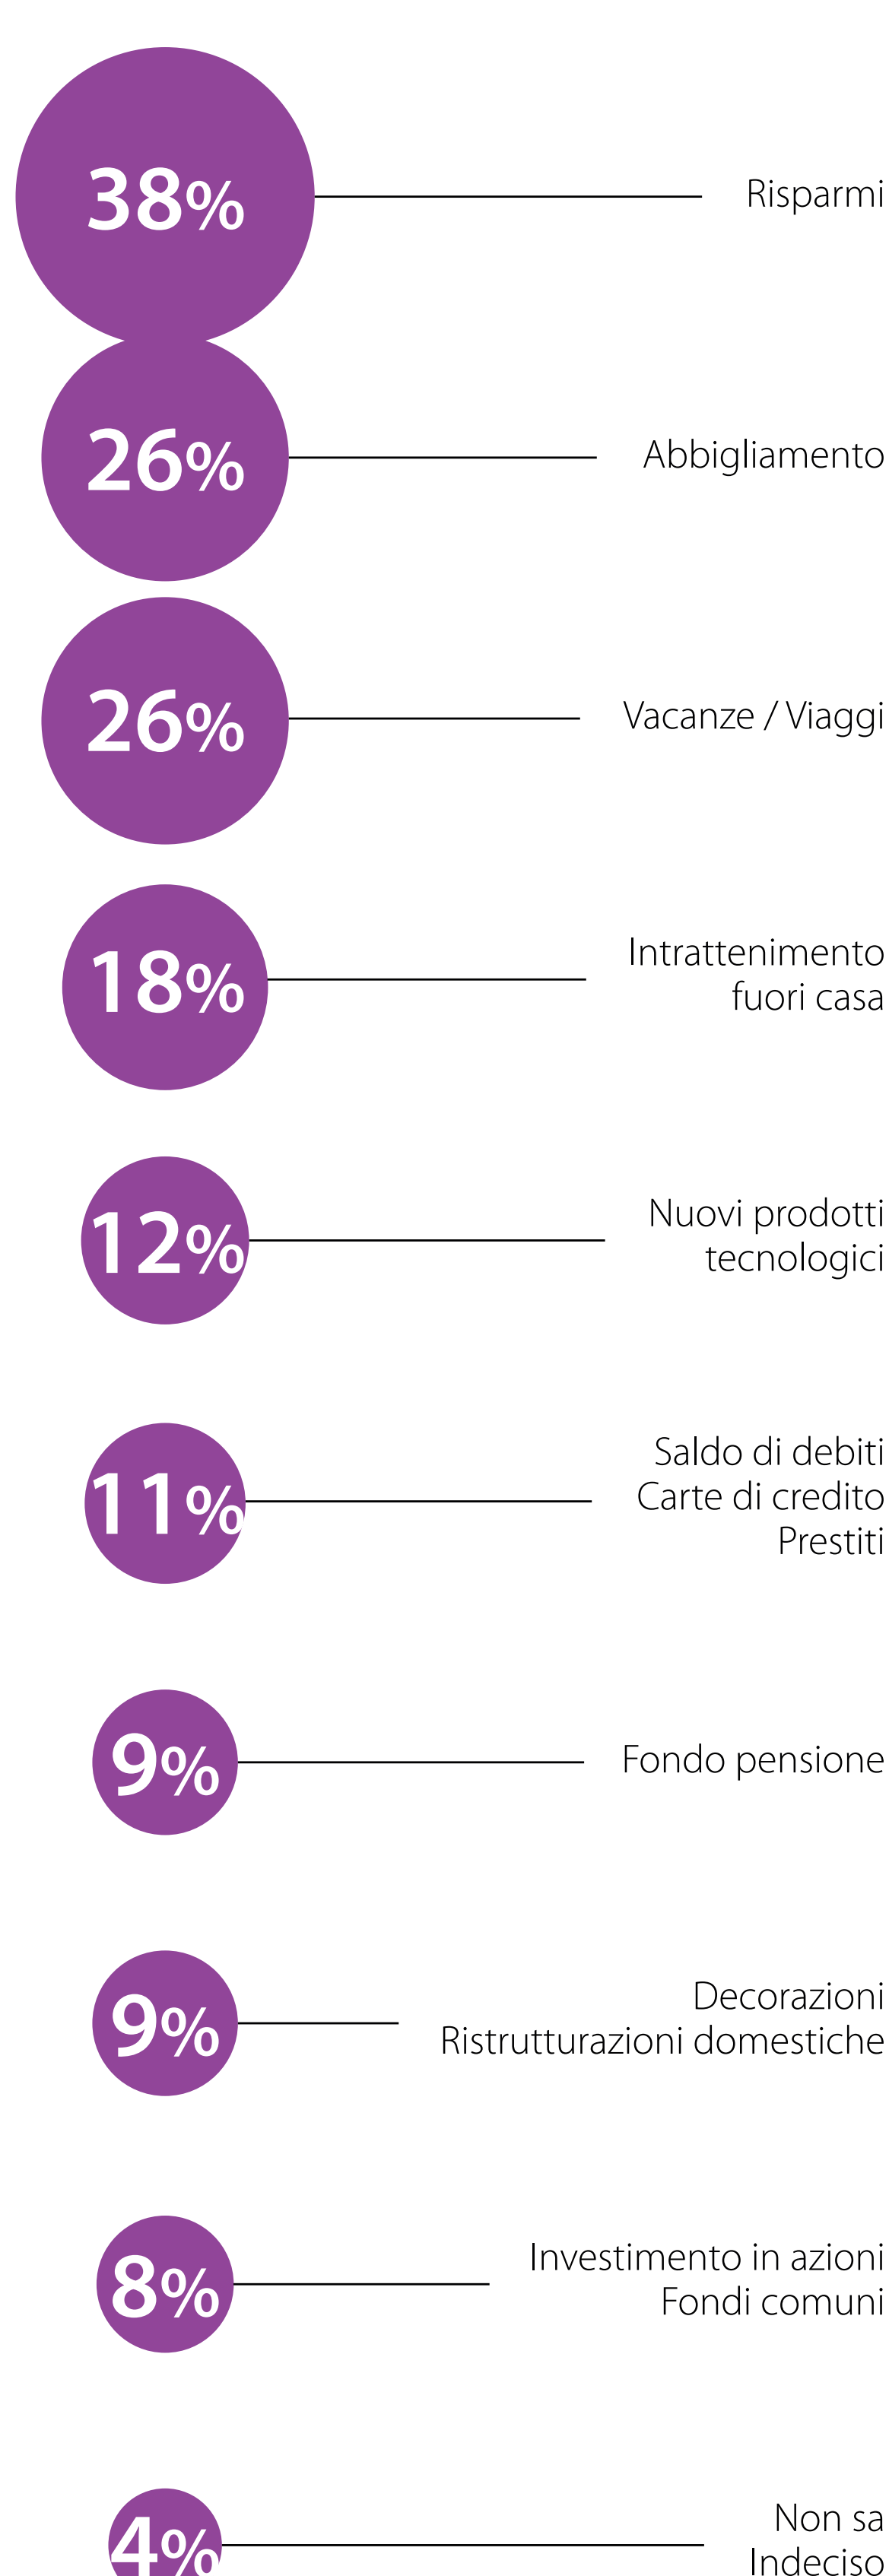 38% Risparmi
26% Abbigliamento
26% Vacanze / Viaggi
18% Intrattenimento
fuori casa
12% Nuovi prodotti
tecnologici
11% Saldo di debiti
Carte di credito
Prestiti
9% Fondo pensione
9% Decorazioni
Ristrutturazioni domestiche
8% Investimento in azioni
Fondi comuni
4% Non sa
Indeciso